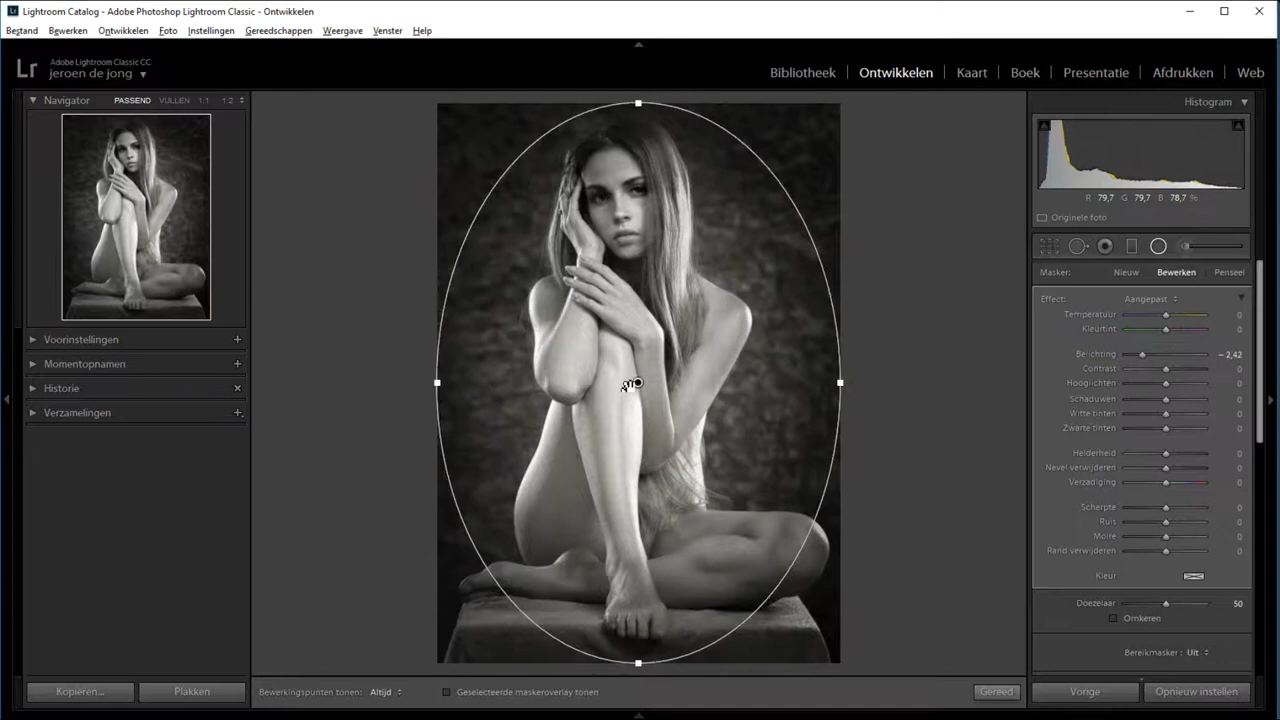 Lightroom Catalog - Adobe Photoshop Lightroom Classic - Ontwikkelen
Bestand Bewerken Ontwikkelen Foto Instellingen Gereedschappen Weergave Venster Help
Lr
Adobe Lightroom Classic CC
jeroen de jong
Bibliotheek Ontwikkelen Kaart Boek Presentatie Afdrukken Web
Navigator PASSEND VULLEN 1:1 1:2
Voorinstellingen
Momentopnamen
Historie
Verzamelingen
Kopiëren... Plakken
Bewerkingspunten tonen: Altijd Geselecteerde maskeroverlay tonen Gereed
Histogram
R 79,7 G 79,7 B 78,7 %
Originele foto
Masker: Nieuw Bewerken Penseel
Effect: Aangepast
Temperatuur 0
Kleurtint 0
Belichting – 2,42
Contrast 0
Hooglichten 0
Schaduwen 0
Witte tinten 0
Zwarte tinten 0
Helderheid 0
Nevel verwijderen 0
Verzadiging 0
Scherpte 0
Ruis 0
Moire 0
Rand verwijderen 0
Kleur
Doezelaar 50
Omkeren
Bereikmasker : Uit
Vorige Opnieuw instellen